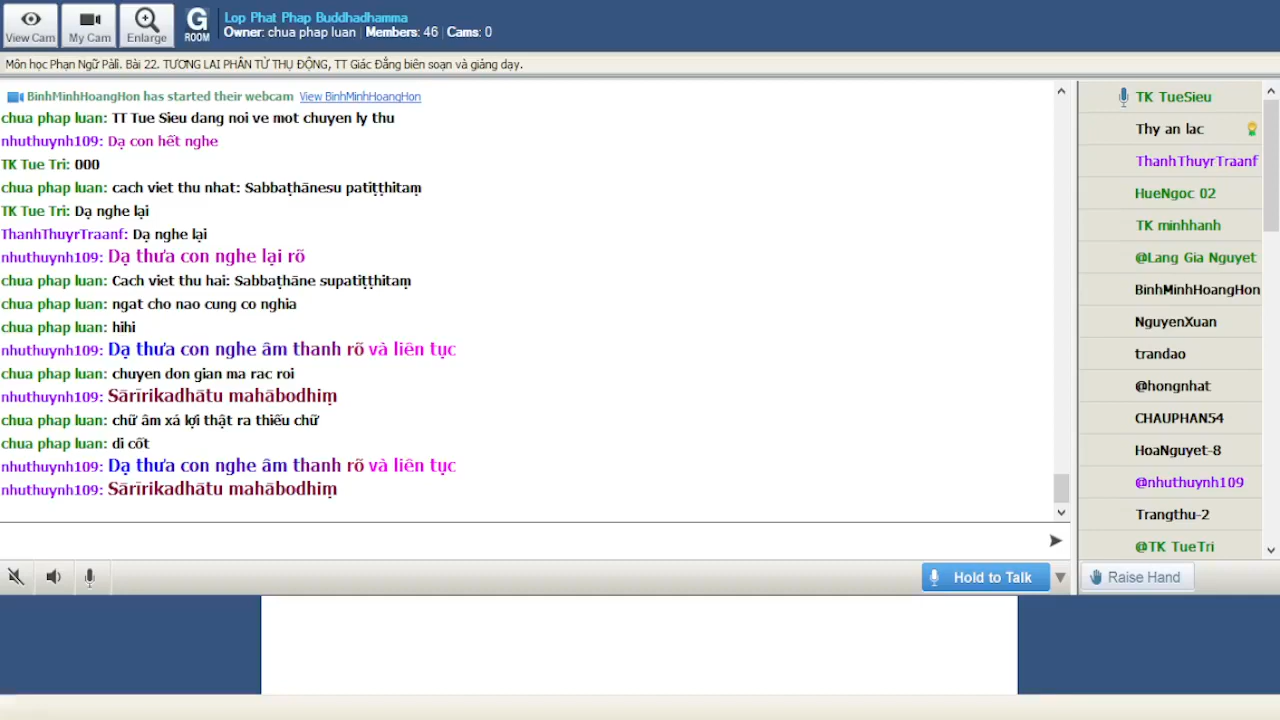 View Cam
My Cam
Enlarge
G ROOM
Lop Phat Phap Buddhadhamma
Owner: chua phap luan | Members: 46 | Cams: 0
Môn học Phạn Ngữ Pāli. Bài 22. TƯƠNG LAI PHÂN TỪ THỤ ĐỘNG, TT Giác Đẳng biên soạn và giảng dạy.
BinhMinhHoangHon has started their webcam View BinhMinhHoangHon
chua phap luan: TT Tue Sieu dang noi ve mot chuyen ly thu
nhuthuynh109: Dạ con hết nghe
TK Tue Tri: 000
chua phap luan: cach viet thu nhat: Sabbaṭhānesu patiṭṭhitaṃ
TK Tue Tri: Dạ nghe lại
ThanhThuyrTraanf: Dạ nghe lại
nhuthuynh109: Dạ thưa con nghe lại rõ
chua phap luan: Cach viet thu hai: Sabbaṭhāne supatiṭṭhitaṃ
chua phap luan: ngat cho nao cung co nghia
chua phap luan: hihi
nhuthuynh109: Dạ thưa con nghe âm thanh rõ và liên tục
chua phap luan: chuyen don gian ma rac roi
nhuthuynh109: Sārīrikadhātu mahābodhiṃ
chua phap luan: chữ âm xá lợi thật ra thiếu chữ
chua phap luan: di cốt
nhuthuynh109: Dạ thưa con nghe âm thanh rõ và liên tục
nhuthuynh109: Sārīrikadhātu mahābodhiṃ
TK TueSieu
Thy an lac
ThanhThuyrTraanf
HueNgoc 02
TK minhhanh
@Lang Gia Nguyet
BinhMinhHoangHon
NguyenXuan
trandao
@hongnhat
CHAUPHAN54
HoaNguyet-8
@nhuthuynh109
Trangthu-2
@TK TueTri
Hold to Talk
Raise Hand